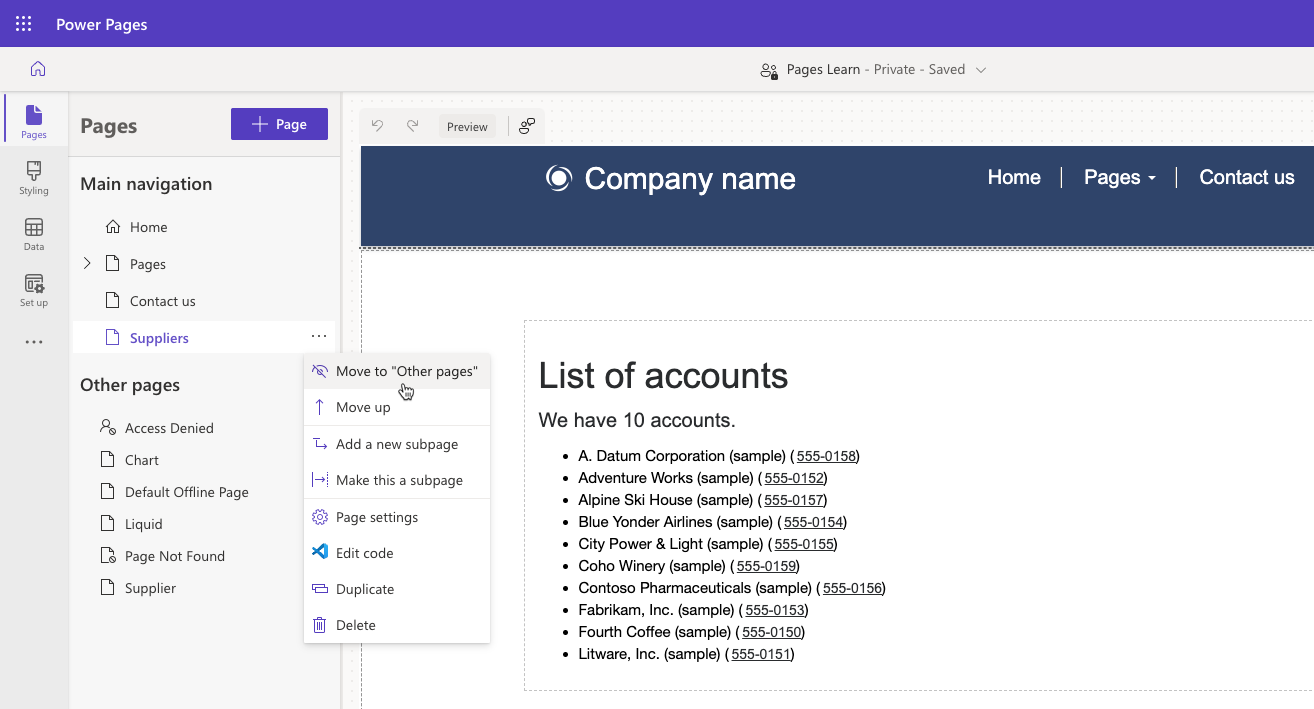 Power Pages
Pages Learn - Private - Saved
Pages
Styling
Data
Set up
Pages
Page
Main navigation
Home
Pages
Contact us
Suppliers
Other pages
Access Denied
Chart
Default Offline Page
Liquid
Page Not Found
Supplier
Move to "Other pages"
Move up
Add a new subpage
Make this a subpage
Page settings
Edit code
Duplicate
Delete
Preview
Company name
Home
Pages
Contact us
List of accounts
We have 10 accounts.
A. Datum Corporation (sample) (555-0158)
Adventure Works (sample) (555-0152)
Alpine Ski House (sample) (555-0157)
Blue Yonder Airlines (sample) (555-0154)
City Power & Light (sample) (555-0155)
Coho Winery (sample) (555-0159)
Contoso Pharmaceuticals (sample) (555-0156)
Fabrikam, Inc. (sample) (555-0153)
Fourth Coffee (sample) (555-0150)
Litware, Inc. (sample) (555-0151)